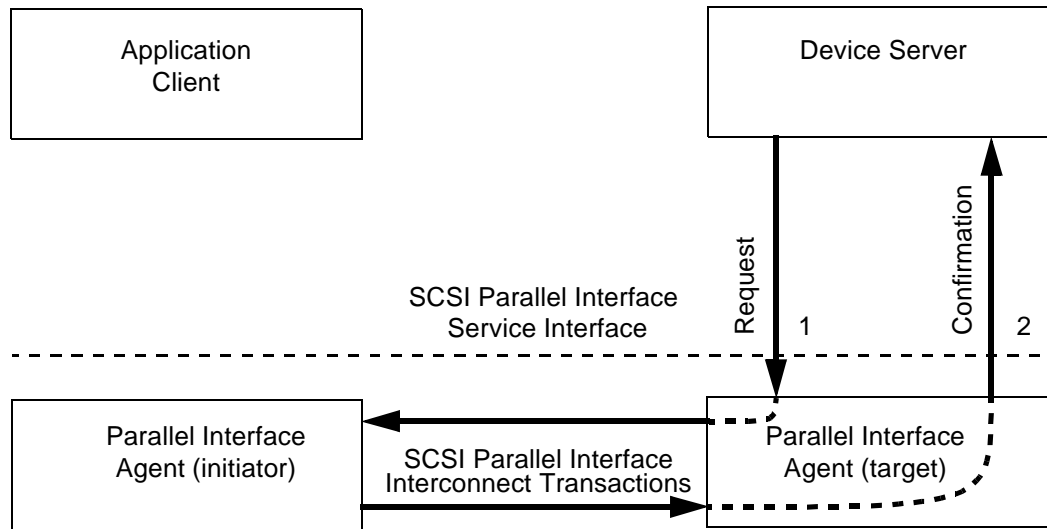 Application
Client
Device Server
Request
1
Confirmation
2
SCSI Parallel Interface
Service Interface
Parallel Interface
Agent (initiator)
SCSI Parallel Interface
Interconnect Transactions
Parallel Interface
Agent (target)